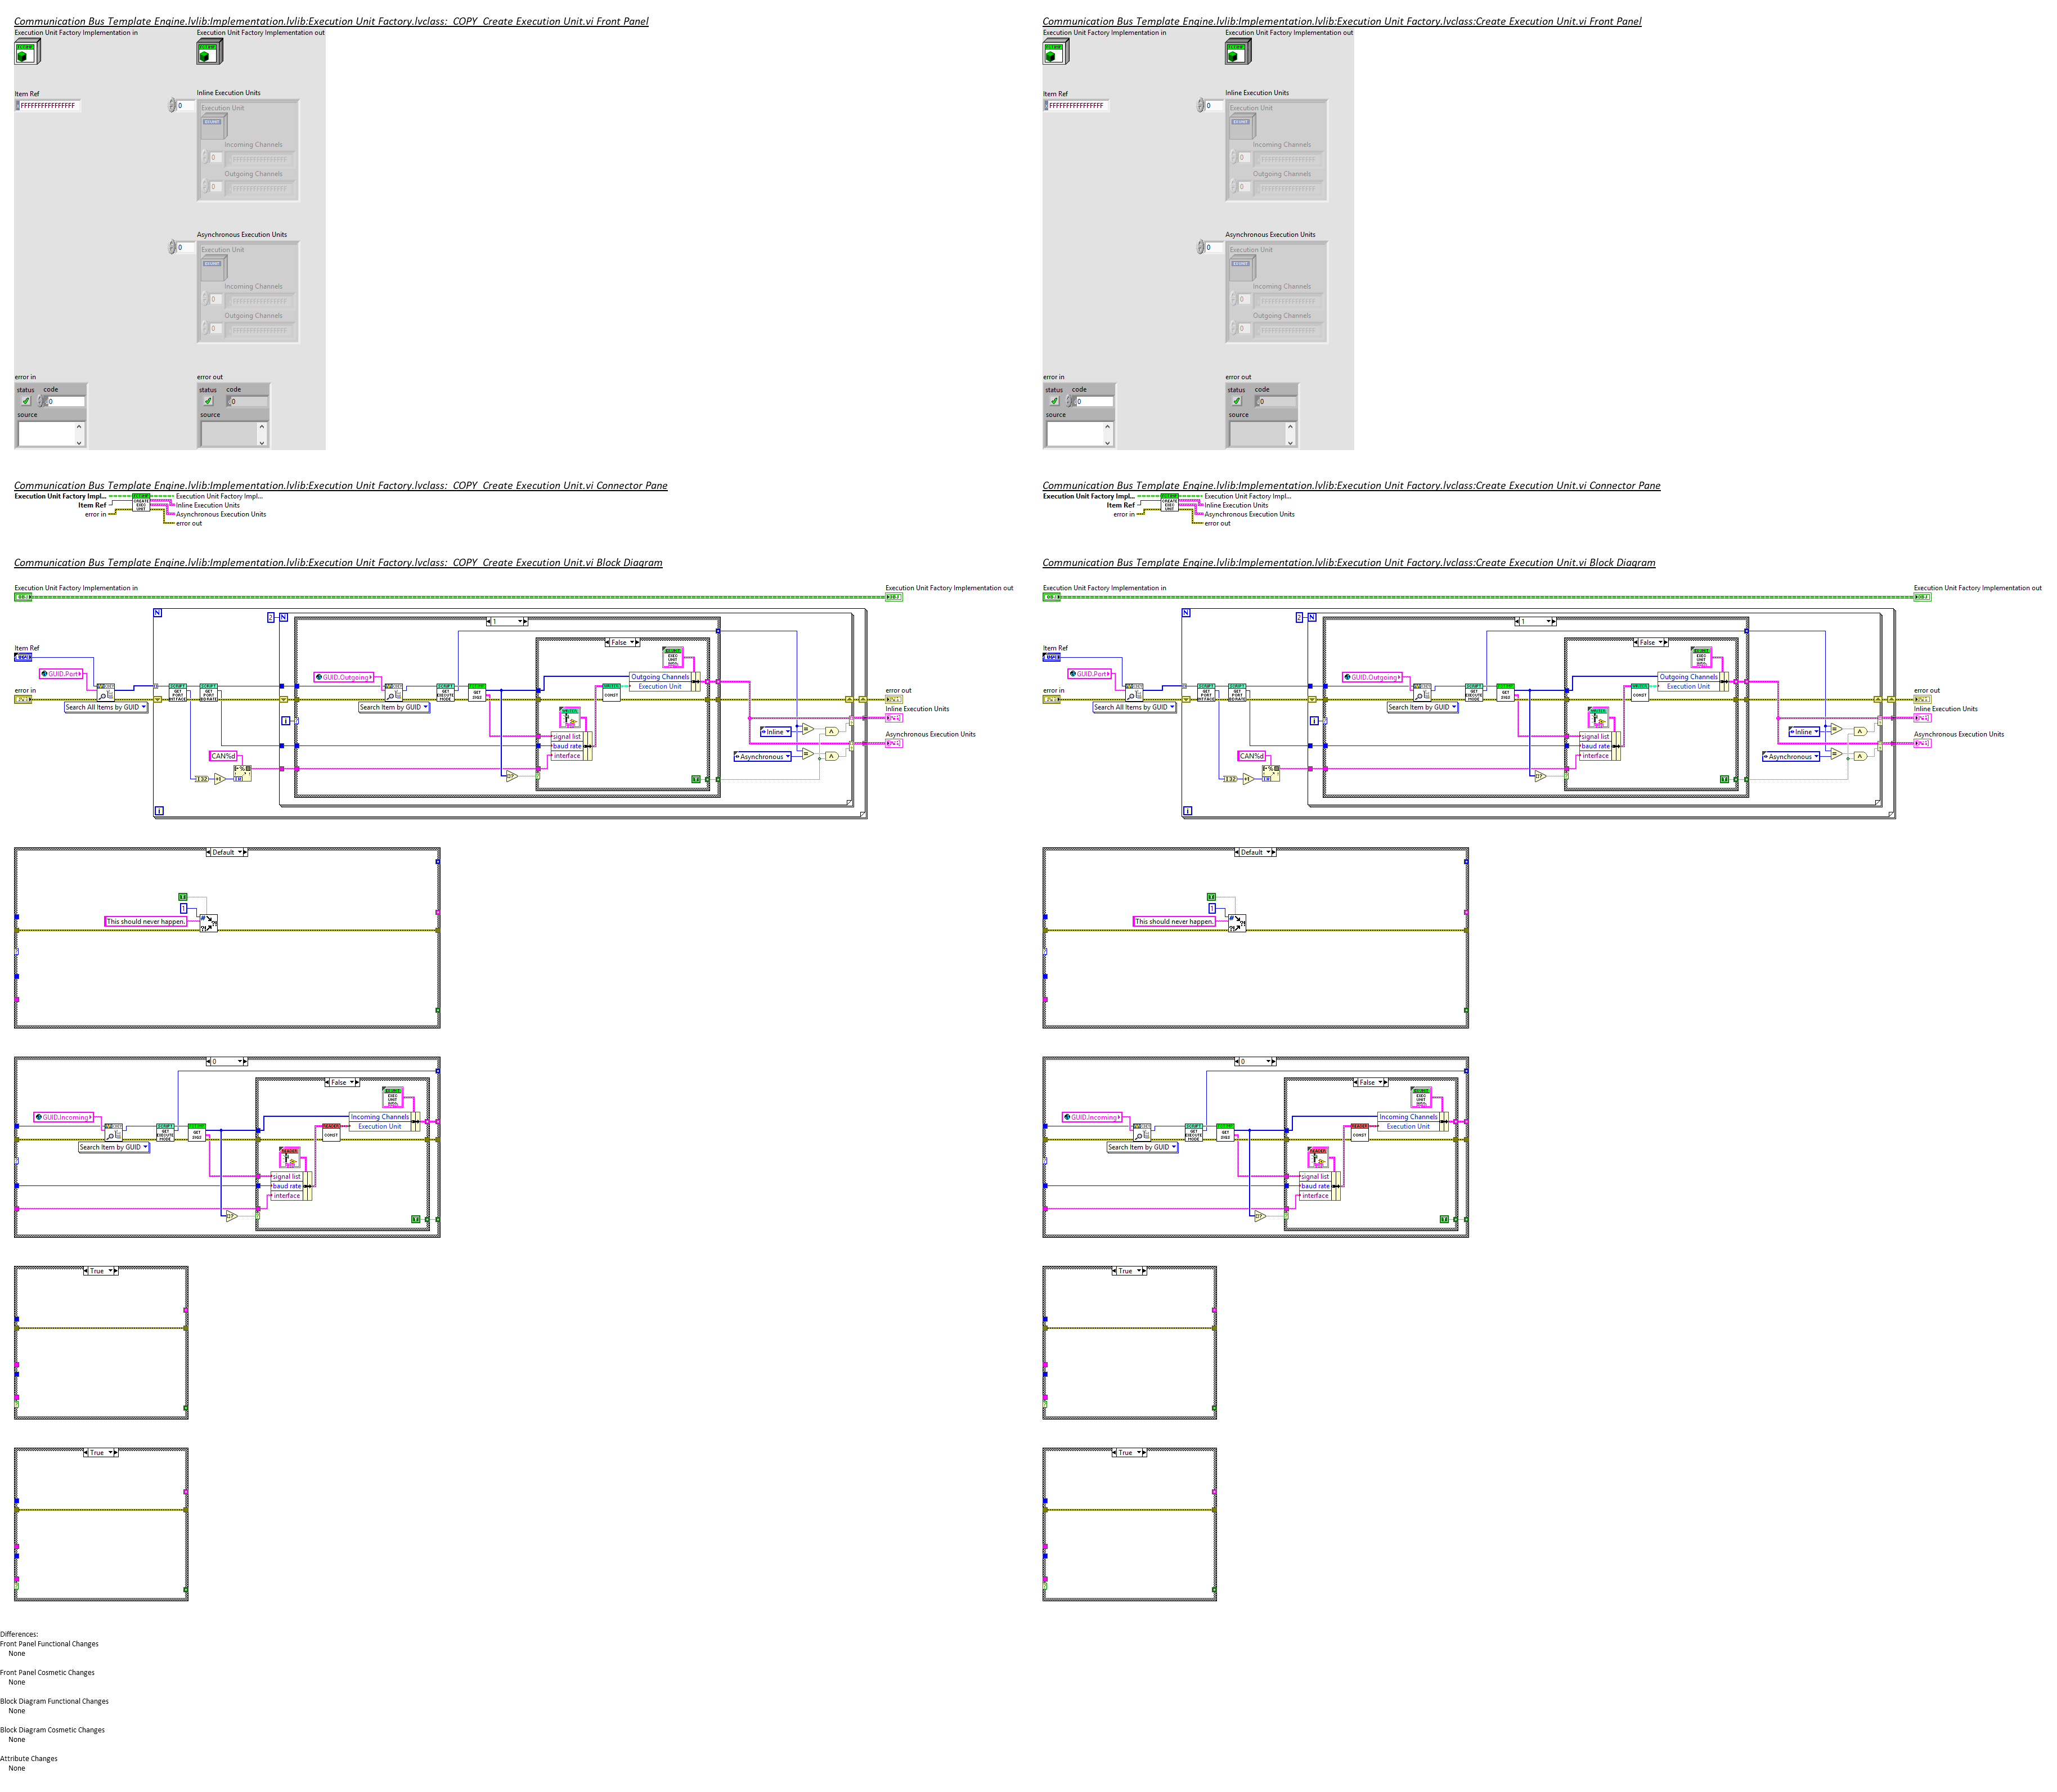 Communication Bus Template Engine.lvlib:Implementation.lvlib:Execution Unit Factory.lvclass:_COPY_Create Execution Unit.vi Front Panel
Execution Unit Factory Implementation in
Execution Unit Factory Implementation out
Item Ref
FFFFFFFFFFFFFFF
Inline Execution Units
0
Execution Unit
Incoming Channels
0
Outgoing Channels
0
Asynchronous Execution Units
0
Execution Unit
Incoming Channels
0
Outgoing Channels
0
error in
status code
0
source
error out
status code
0
source
Communication Bus Template Engine.lvlib:Implementation.lvlib:Execution Unit Factory.lvclass:_COPY_Create Execution Unit.vi Connector Pane
Execution Unit Factory Impl...
Item Ref
error in
CREATE EXEC UNIT
Execution Unit Factory Impl...
Inline Execution Units
Asynchronous Execution Units
error out
Communication Bus Template Engine.lvlib:Implementation.lvlib:Execution Unit Factory.lvclass:_COPY_Create Execution Unit.vi Block Diagram
Execution Unit Factory Implementation in
Execution Unit Factory Implementation out
N
2
N
1
False
Item Ref
GUID.Port
error in
Search All Items by GUID
GUID.Outgoing
Search Item by GUID
Outgoing Channels
Execution Unit
signal list
baud rate
interface
CAN%d
I32
i
i
Inline
Asynchronous
error out
Inline Execution Units
Asynchronous Execution Units
Default
1
This should never happen.
0
False
GUID.Incoming
Search Item by GUID
Incoming Channels
Execution Unit
READER
CONST
signal list
baud rate
interface
True
True
Differences:
Front Panel Functional Changes
None
Front Panel Cosmetic Changes
None
Block Diagram Functional Changes
None
Block Diagram Cosmetic Changes
None
Attribute Changes
None
Communication Bus Template Engine.lvlib:Implementation.lvlib:Execution Unit Factory.lvclass:Create Execution Unit.vi Front Panel
Execution Unit Factory Implementation in
Execution Unit Factory Implementation out
Item Ref
FFFFFFFFFFFFFFF
Inline Execution Units
0
Execution Unit
Incoming Channels
0
Outgoing Channels
0
Asynchronous Execution Units
0
Execution Unit
Incoming Channels
0
Outgoing Channels
0
error in
status code
0
source
error out
status code
0
source
Communication Bus Template Engine.lvlib:Implementation.lvlib:Execution Unit Factory.lvclass:Create Execution Unit.vi Connector Pane
Execution Unit Factory Impl...
Item Ref
error in
CREATE EXEC UNIT
Execution Unit Factory Impl...
Inline Execution Units
Asynchronous Execution Units
error out
Communication Bus Template Engine.lvlib:Implementation.lvlib:Execution Unit Factory.lvclass:Create Execution Unit.vi Block Diagram
Execution Unit Factory Implementation in
Execution Unit Factory Implementation out
N
2
N
1
False
Item Ref
GUID.Port
error in
Search All Items by GUID
GUID.Outgoing
Search Item by GUID
Outgoing Channels
Execution Unit
signal list
baud rate
interface
CAN%d
I32
i
i
Inline
Asynchronous
error out
Inline Execution Units
Asynchronous Execution Units
Default
1
This should never happen.
0
False
GUID.Incoming
Search Item by GUID
Incoming Channels
Execution Unit
READER
CONST
signal list
baud rate
interface
True
True